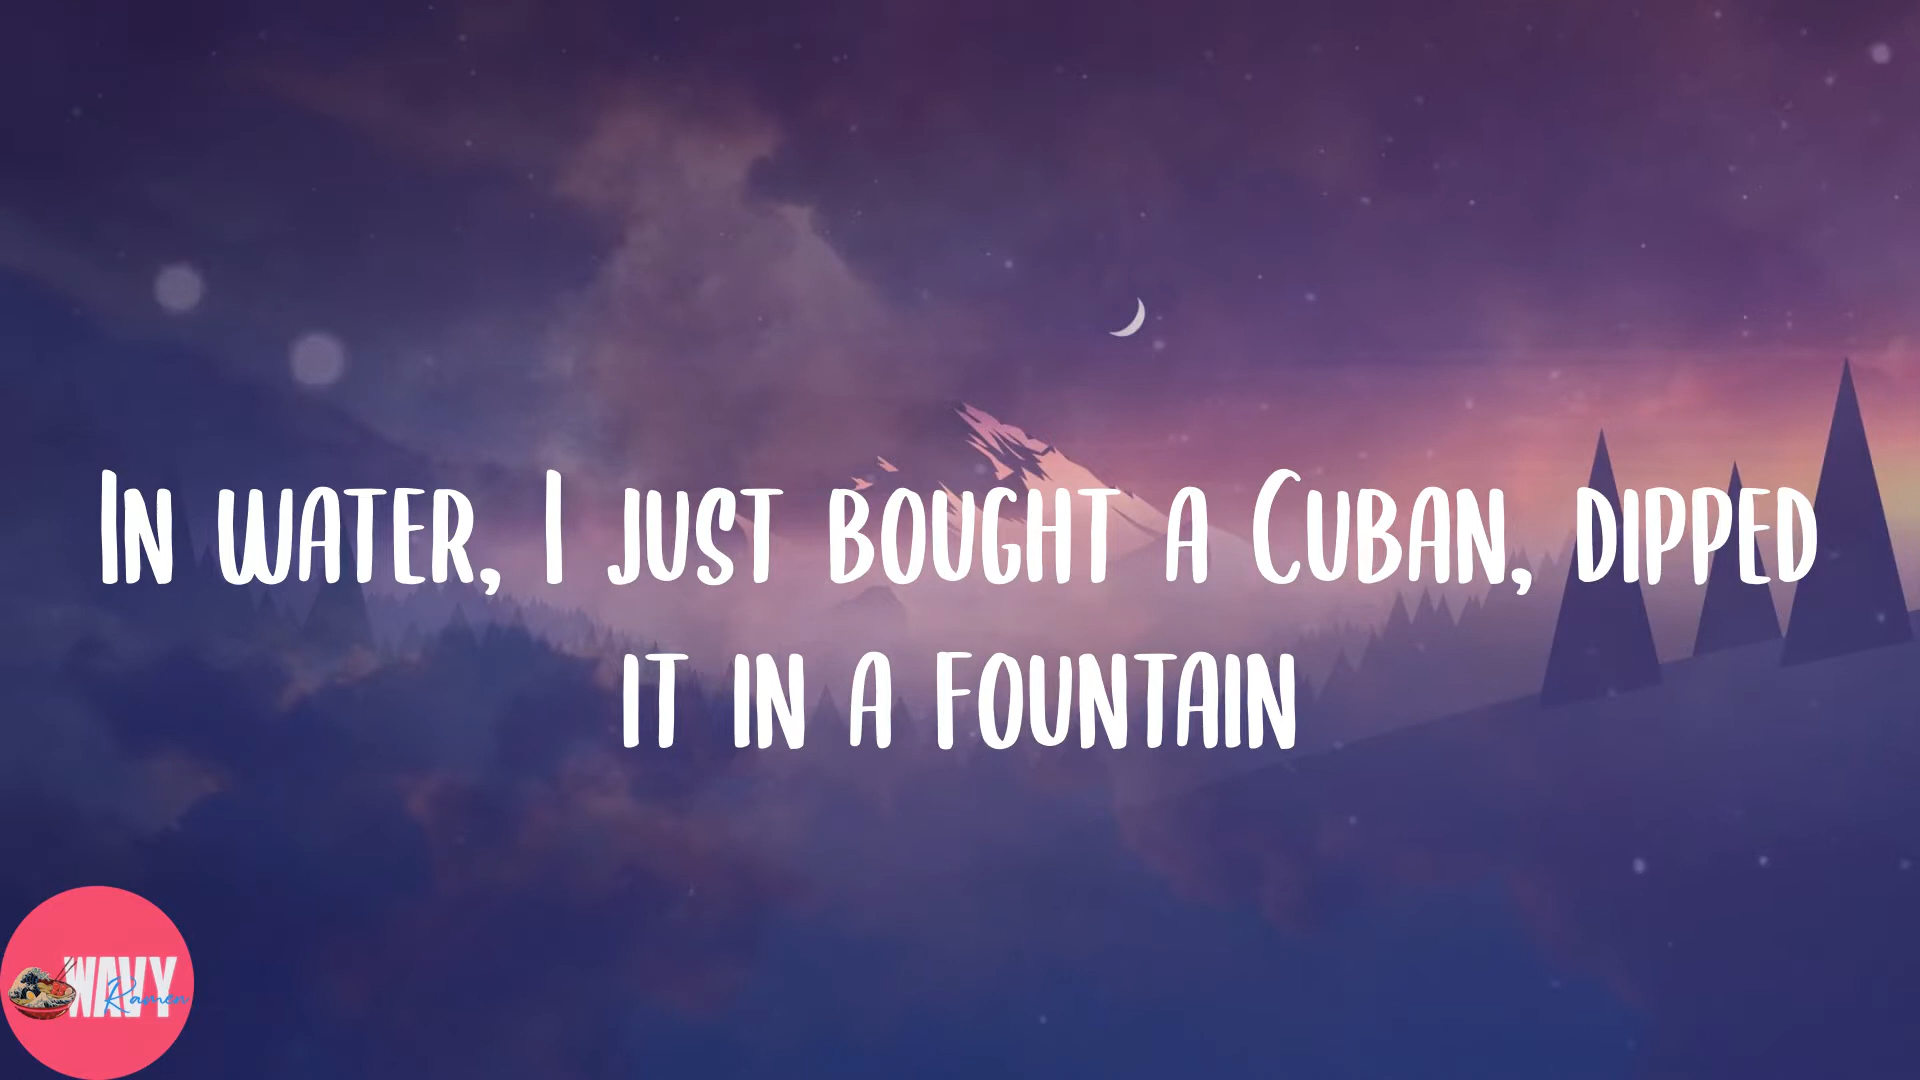 In water, I just bought a Cuban, dipped
it in a fountain
WAVY
Ramen